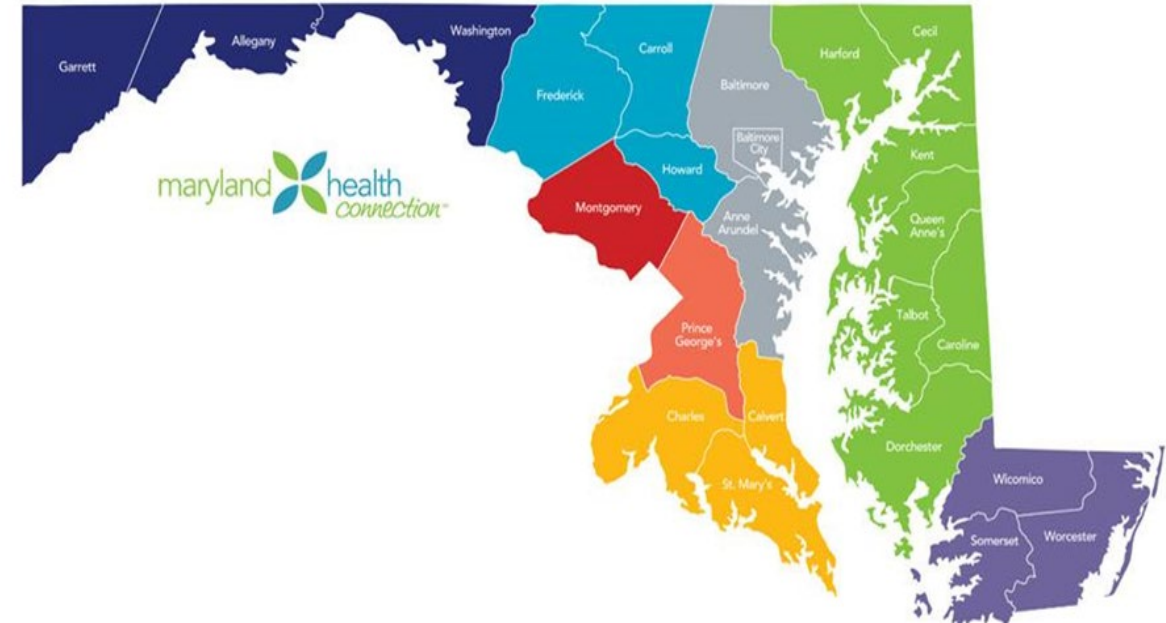 Garrett
Allegany
Washington
Frederick
Carroll
Baltimore
Harford
Cecil
Baltimore
City
Kent
Howard
Montgomery
Anne
Arundel
Queen
Anne's
maryland health
connection℠
Prince
George's
Talbot
Caroline
Charles
Calvert
Dorchester
St. Mary's
Wicomico
Somerset
Worcester